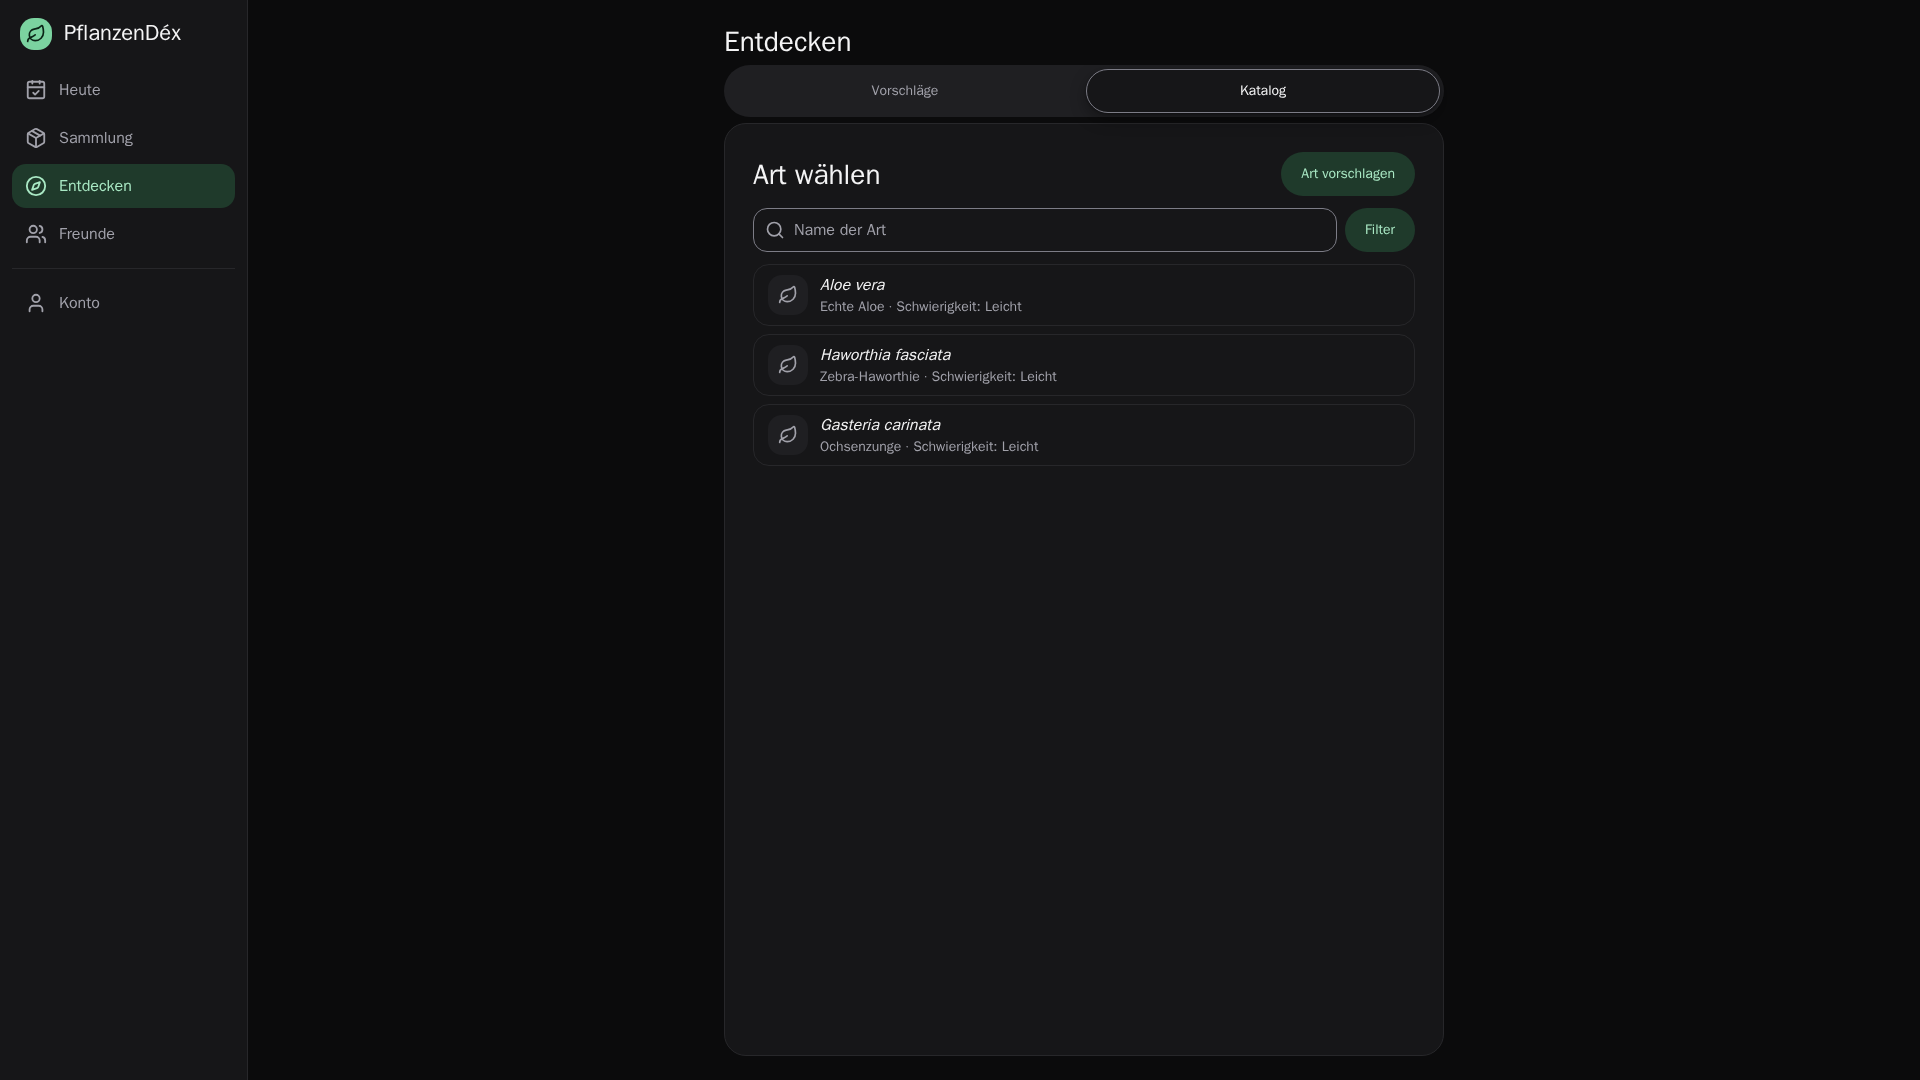 PflanzenDéx
Heute
Sammlung
Entdecken
Freunde
Konto
Entdecken
Vorschläge
Katalog
Art wählen
Art vorschlagen
Name der Art
Filter
Aloe vera
Echte Aloe · Schwierigkeit: Leicht
Haworthia fasciata
Zebra-Haworthie · Schwierigkeit: Leicht
Gasteria carinata
Ochsenzunge · Schwierigkeit: Leicht